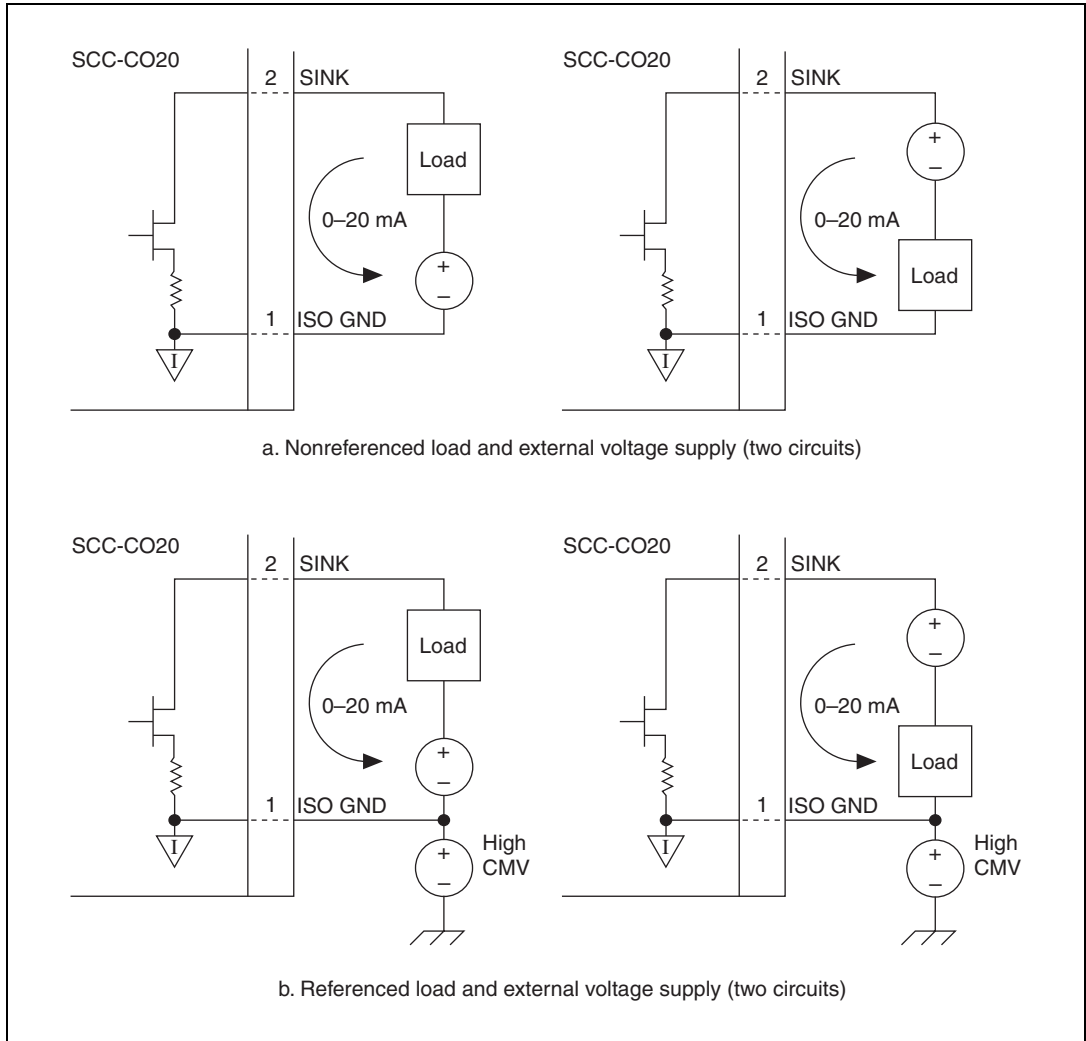 SCC-CO20
2 SINK
+
–
Load
0–20 mA
+
–
1 ISO GND
I
SCC-CO20
2 SINK
+
–
0–20 mA
Load
1 ISO GND
I
a. Nonreferenced load and external voltage supply (two circuits)
SCC-CO20
2 SINK
Load
0–20 mA
+
–
1 ISO GND
I
+
–
High
CMV
SCC-CO20
2 SINK
+
–
0–20 mA
Load
1 ISO GND
I
+
–
High
CMV
b. Referenced load and external voltage supply (two circuits)